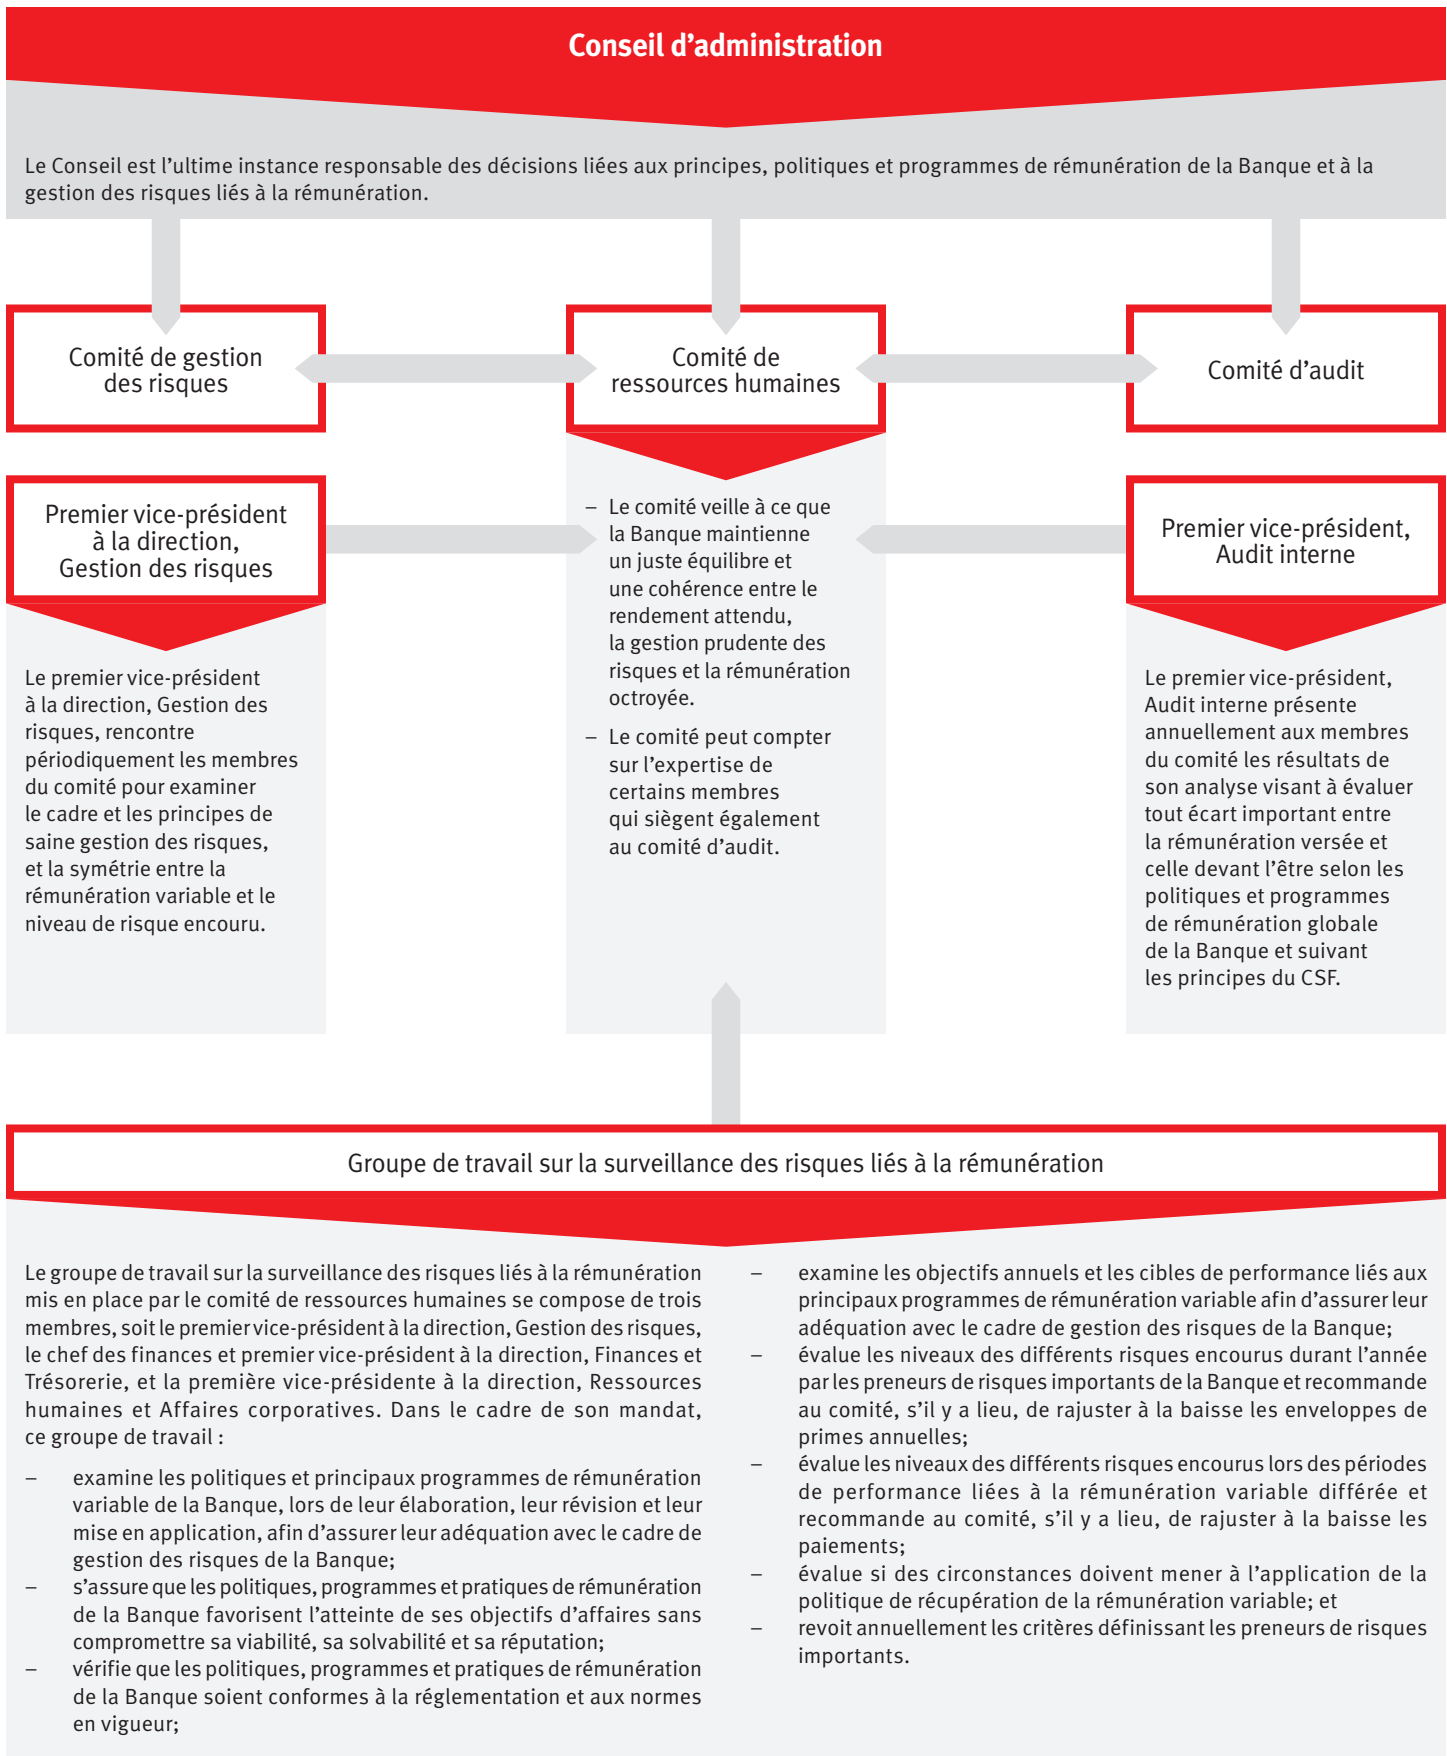 Conseil d’administration
Le Conseil est l’ultime instance responsable des décisions liées aux principes, politiques et programmes de rémunération de la Banque et à la
gestion des risques liés à la rémunération.
Comité de gestion
des risques
Comité de
ressources humaines
Comité d’audit
Premier vice-président
à la direction,
Gestion des risques
Le premier vice-président
à la direction, Gestion des
risques, rencontre
périodiquement les membres
du comité pour examiner
le cadre et les principes de
saine gestion des risques,
et la symétrie entre la
rémunération variable et le
niveau de risque encouru.
– Le comité veille à ce que
la Banque maintienne
un juste équilibre et
une cohérence entre le
rendement attendu,
la gestion prudente des
risques et la rémunération
octroyée.
– Le comité peut compter
sur l’expertise de
certains membres
qui siègent également
au comité d’audit.
Premier vice-président,
Audit interne
Le premier vice-président,
Audit interne présente
annuellement aux membres
du comité les résultats de
son analyse visant à évaluer
tout écart important entre
la rémunération versée et
celle devant l’être selon les
politiques et programmes
de rémunération globale
de la Banque et suivant
les principes du CSF.
Groupe de travail sur la surveillance des risques liés à la rémunération
Le groupe de travail sur la surveillance des risques liés à la rémunération
mis en place par le comité de ressources humaines se compose de trois
membres, soit le premier vice-président à la direction, Gestion des risques,
le chef des finances et premier vice-président à la direction, Finances et
Trésorerie, et la première vice-présidente à la direction, Ressources
humaines et Affaires corporatives. Dans le cadre de son mandat,
ce groupe de travail :
– examine les politiques et principaux programmes de rémunération
variable de la Banque, lors de leur élaboration, leur révision et leur
mise en application, afin d’assurer leur adéquation avec le cadre de
gestion des risques de la Banque;
– s’assure que les politiques, programmes et pratiques de rémunération
de la Banque favorisent l’atteinte de ses objectifs d’affaires sans
compromettre sa viabilité, sa solvabilité et sa réputation;
– vérifie que les politiques, programmes et pratiques de rémunération
de la Banque soient conformes à la réglementation et aux normes
en vigueur;
– examine les objectifs annuels et les cibles de performance liés aux
principaux programmes de rémunération variable afin d’assurer leur
adéquation avec le cadre de gestion des risques de la Banque;
– évalue les niveaux des différents risques encourus durant l’année
par les preneurs de risques importants de la Banque et recommande
au comité, s’il y a lieu, de rajuster à la baisse les enveloppes de
primes annuelles;
– évalue les niveaux des différents risques encourus lors des périodes
de performance liées à la rémunération variable différée et
recommande au comité, s’il y a lieu, de rajuster à la baisse les
paiements;
– évalue si des circonstances doivent mener à l’application de la
politique de récupération de la rémunération variable; et
– revoit annuellement les critères définissant les preneurs de risques
importants.